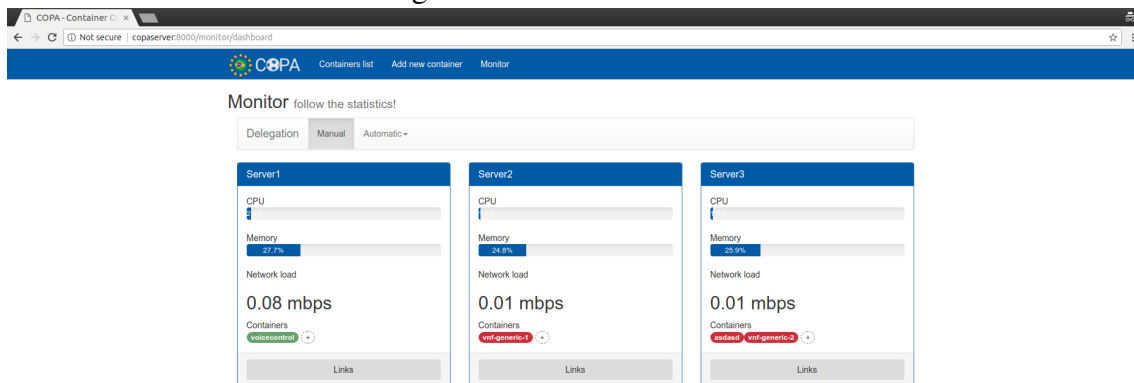 COPA - Container O
Not secure | copaserver:8000/monitor/dashboard
COPA Containers list Add new container Monitor
Monitor follow the statistics!
Delegation Manual Automatic
Server1 Server2 Server3
CPU CPU CPU
Memory Memory Memory
27.7% 24.8% 25.9%
Network load Network load Network load
0.08 mbps 0.01 mbps 0.01 mbps
Containers Containers Containers
voicecontrol + vnf-generic-1 + asdasd vnf-generic-2 +
Links Links Links